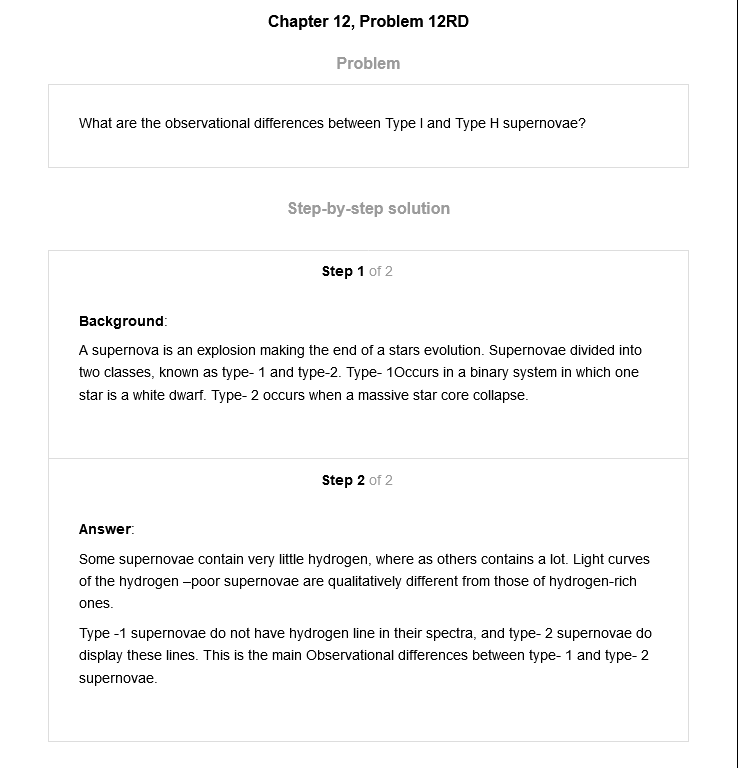 Chapter 12, Problem 12RD
Problem
What are the observational differences between Type I and Type H supernovae?
Step-by-step solution
Step 1 of 2
Background:
A supernova is an explosion making the end of a stars evolution. Supernovae divided into
two classes, known as type- 1 and type-2. Type- 1Occurs in a binary system in which one
star is a white dwarf. Type- 2 occurs when a massive star core collapse.
Step 2 of 2
Answer:
Some supernovae contain very little hydrogen, where as others contains a lot. Light curves
of the hydrogen –poor supernovae are qualitatively different from those of hydrogen-rich
ones.
Type -1 supernovae do not have hydrogen line in their spectra, and type- 2 supernovae do
display these lines. This is the main Observational differences between type- 1 and type- 2
supernovae.